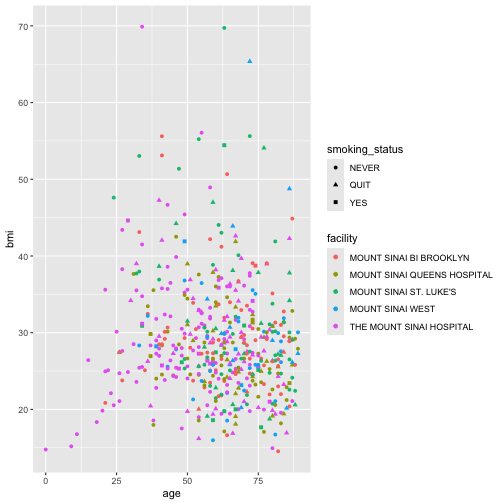 70
60
50
40
30
20
bmi
0
25
50
75
age
smoking_status
NEVER
QUIT
YES
facility
MOUNT SINAI BI BROOKLYN
MOUNT SINAI QUEENS HOSPITAL
MOUNT SINAI ST. LUKE'S
MOUNT SINAI WEST
THE MOUNT SINAI HOSPITAL